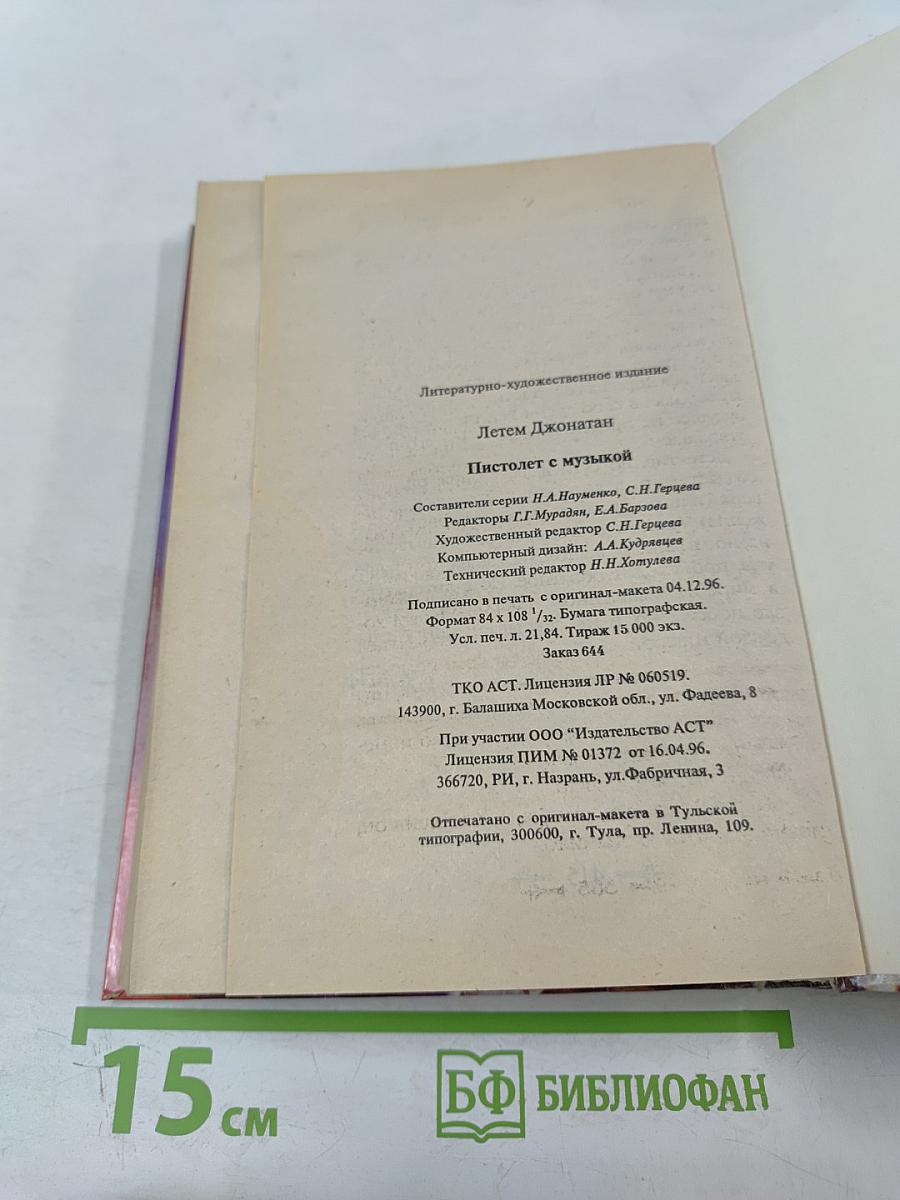 Литературно-художественное издание
Летем Джонатан
Пистолет с музыкой
Составители серии Н.А.Науменко, С.Н.Герцева
Редакторы Г.Г.Мурадян, Е.А.Барзова
Художественный редактор С.Н.Герцева
Компьютерный дизайн: А.А.Кудрявцев
Технический редактор Н.Н.Хотулева
Подписано в печать с оригинал-макета 04.12.96.
Формат 84 х 108 1/32. Бумага типографская.
Усл. печ. л. 21,84. Тираж 15 000 экз.
Заказ 644
ТКО АСТ. Лицензия ЛР № 060519.
143900, г. Балашиха Московской обл., ул. Фадеева, 8
При участии ООО "Издательство АСТ"
Лицензия ПИМ № 01372 от 16.04.96.
366720, РИ, г. Назрань, ул.Фабричная, 3
Отпечатано с оригинал-макета в Тульской
типографии, 300600, г. Тула, пр. Ленина, 109.
15 см
БФ БИБЛИОФАН